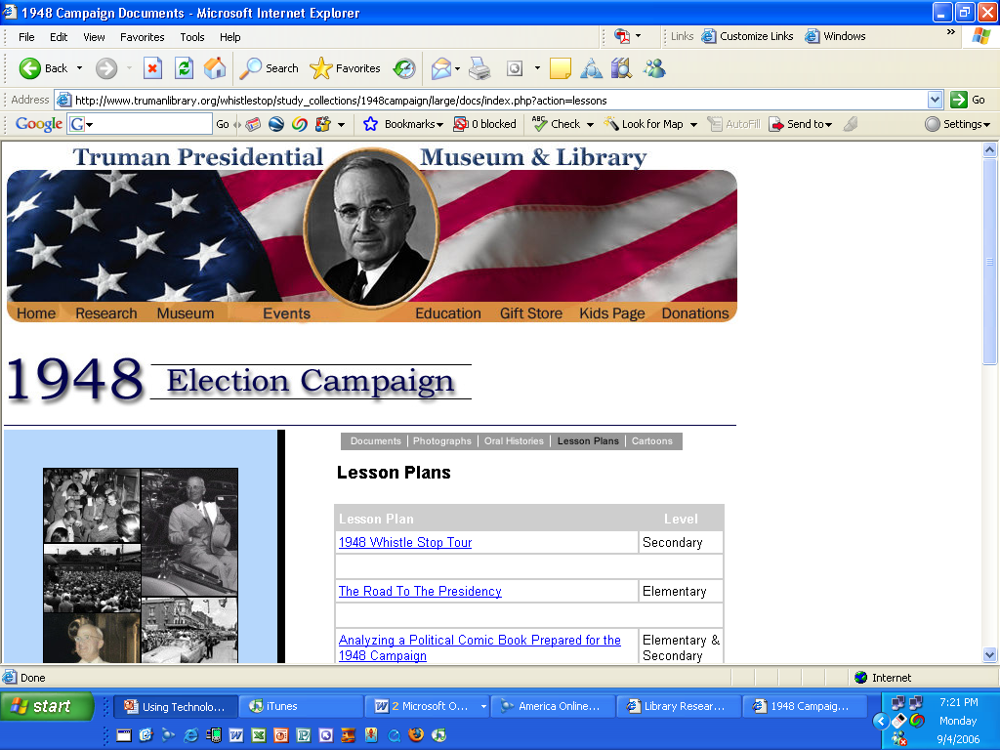 1948 Campaign Documents - Microsoft Internet Explorer
File Edit View Favorites Tools Help
Links Customize Links Windows
Back Search Favorites
Address http://www.trumanlibrary.org/whistlestop/study_collections/1948campaign/large/docs/index.php?action=lessons Go
Google G Go Bookmarks 0 blocked ABC Check Look for Map AutoFill Send to Settings
Truman Presidential Museum & Library
Home Research Museum Events Education Gift Store Kids Page Donations
1948 Election Campaign
Documents Photographs Oral Histories Lesson Plans Cartoons
Lesson Plans
Lesson Plan Level
1948 Whistle Stop Tour Secondary
The Road To The Presidency Elementary
Analyzing a Political Comic Book Prepared for the Elementary &
1948 Campaign Secondary
Done Internet
start Using Technolo... iTunes 2 Microsoft O... America Online... Library Resear... 1948 Campaig... 7:21 PM
Monday
9/4/2006